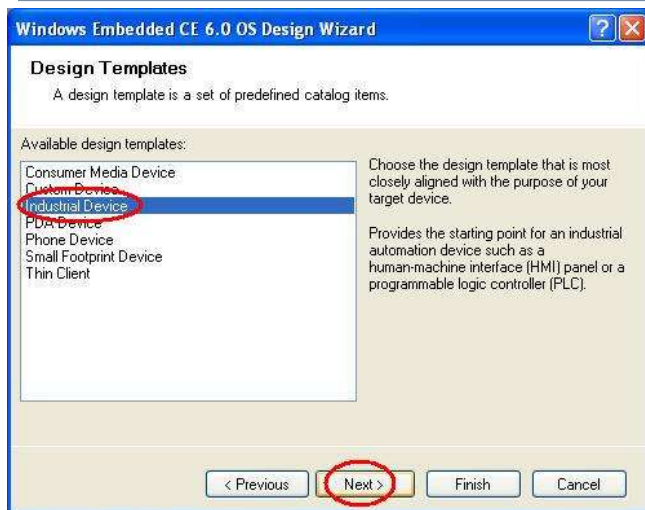 Windows Embedded CE 6.0 OS Design Wizard
Design Templates
A design template is a set of predefined catalog items.
Available design templates:
Consumer Media Device
Custom Device
Industrial Device
PDA Device
Phone Device
Small Footprint Device
Thin Client
Choose the design template that is most
closely aligned with the purpose of your
target device.
Provides the starting point for an industrial
automation device such as a
human-machine interface (HMI) panel or a
programmable logic controller (PLC).
< Previous
Next >
Finish
Cancel